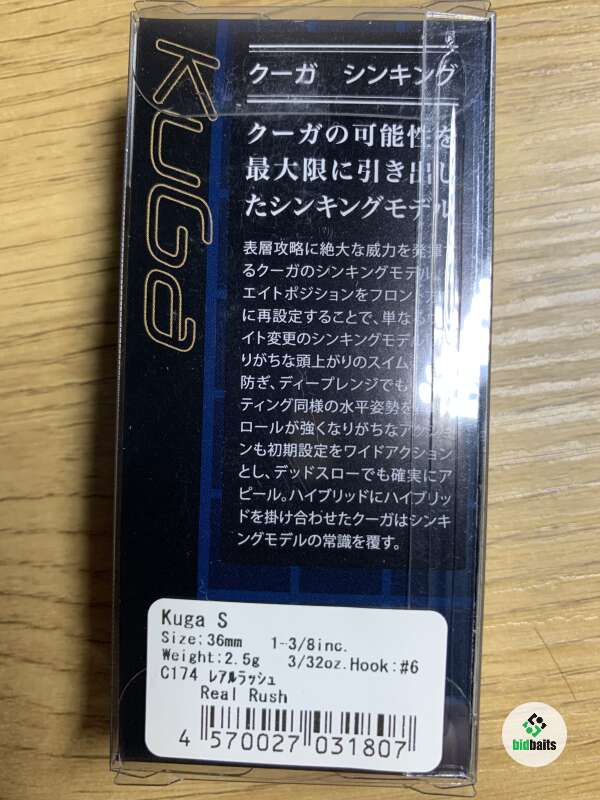 KUGa
クーガ シンキング
クーガの可能性を
最大限に引き出し
たシンキングモデル
表層攻略に絶大な威力を発揮す
るクーガのシンキングモデル。
エイトポジションをフロント
に再設定することで、単なる
イト変更のシンキングモデル
りがちな頭上がりのスイム
防ぎ、ディープレンジでも
ティング同様の水平姿勢を
ロールが強くなりがちなアクショ
ンも初期設定をワイドアクション
とし、デッドスローでも確実にア
ピール。ハイブリッドにハイブリッ
ドを掛け合わせたクーガはシンキ
ングモデルの常識を覆す。
Kuga S
Size:36mm 1-3/8inc.
Weight:2.5g 3/32oz.Hook:#6
C174 レアルラッシュ
Real Rush
4 570027 031807
bidbaits